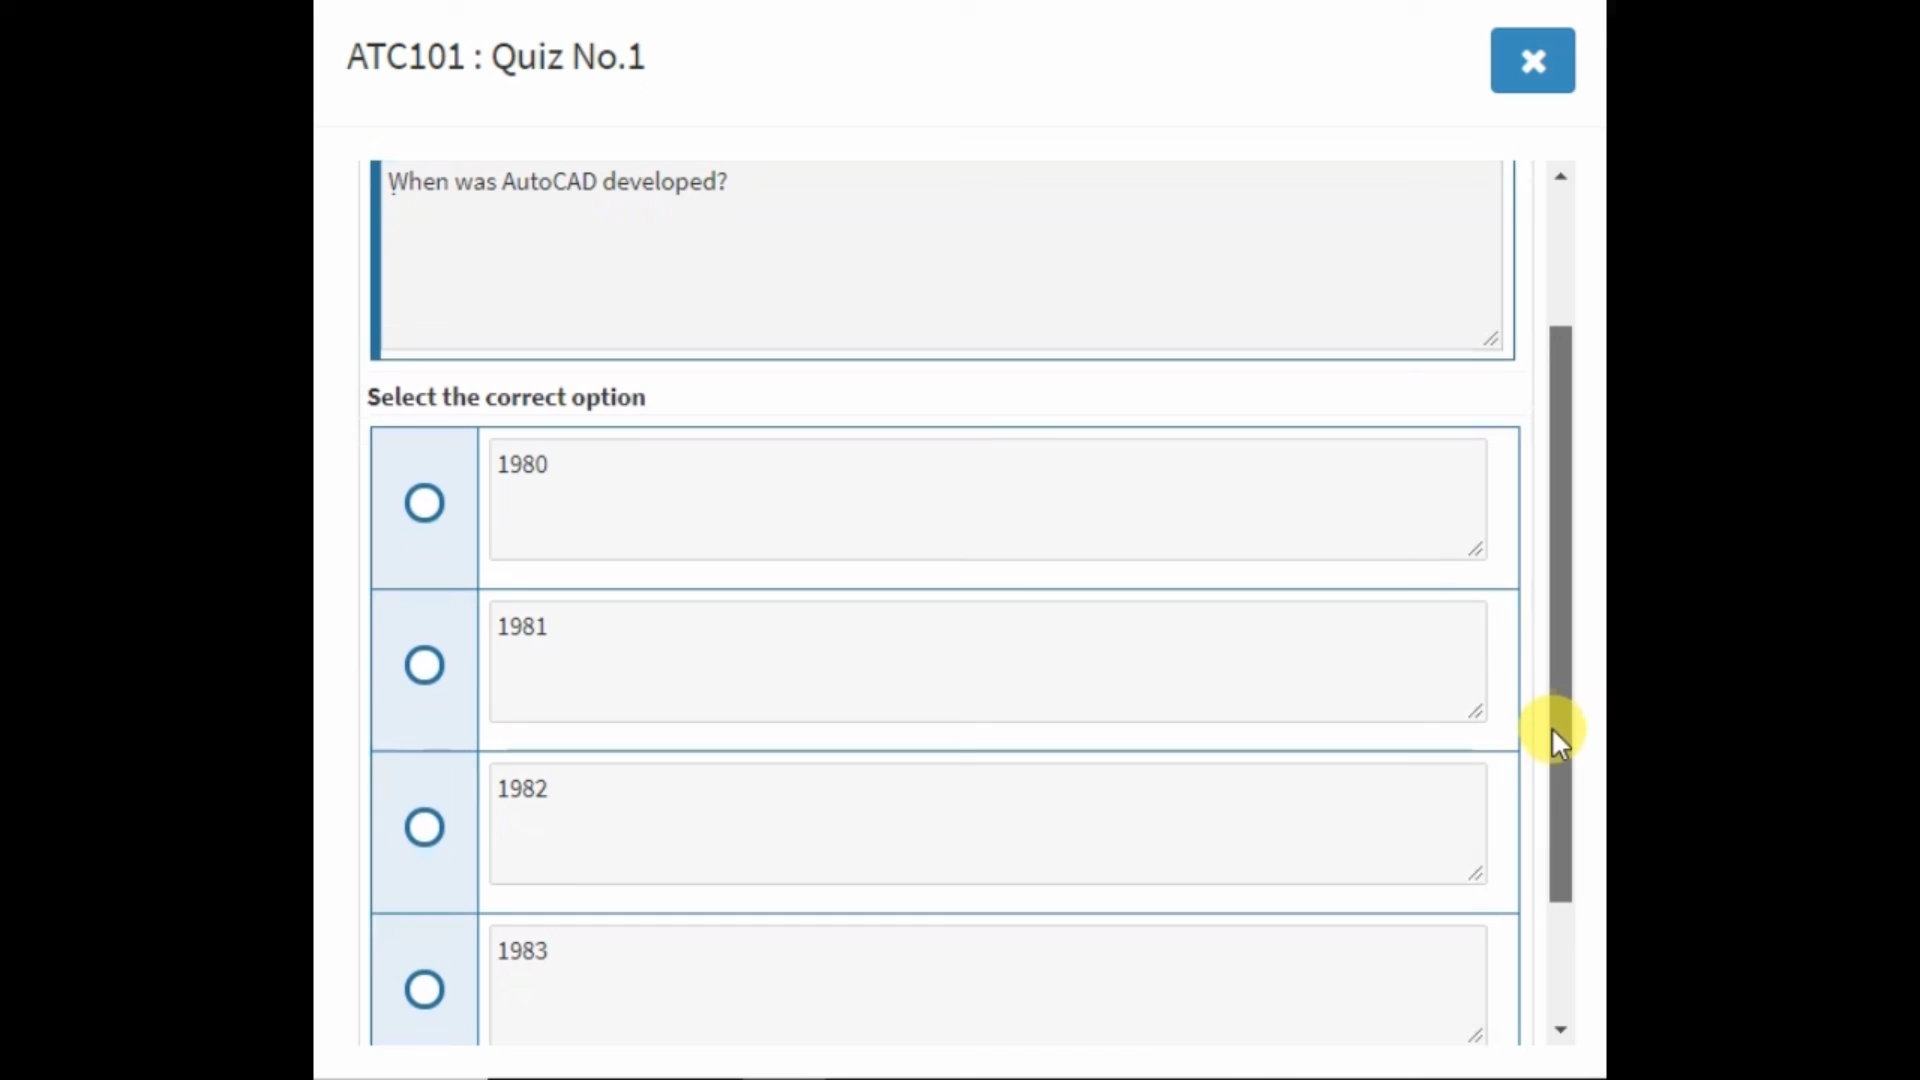 ATC101 : Quiz No.1
When was AutoCAD developed?
Select the correct option
1980
1981
1982
1983